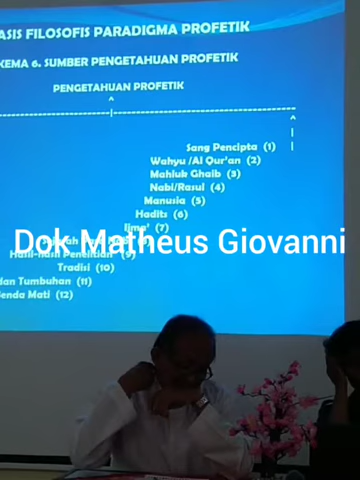 ASIS FILOSOFIS PARADIGMA PROFETIK
KEMA 6. SUMBER PENGETAHUAN PROFETIK
PENGETAHUAN PROFETIK
Sang Pencipta (1)
Wahyu /Al Qur'an (2)
Mahluk Ghaib (3)
Nabi/Rasul (4)
Manusia (5)
Hadits (6)
Ijma' (7)
Dok Matheus Giovanni
Hasil-hasil Penelitian (9)
Tradisi (10)
dan Tumbuhan (11)
enda Mati (12)